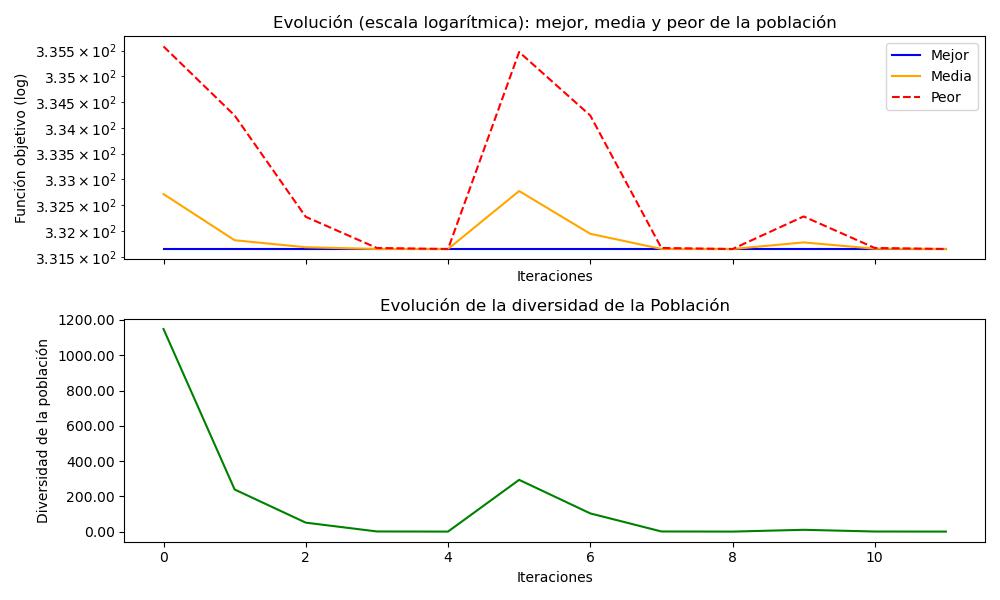 Evolución (escala logarítmica): mejor, media y peor de la población
Función objetivo (log)
3.355 × 10²
3.35 × 10²
3.345 × 10²
3.34 × 10²
3.335 × 10²
3.33 × 10²
3.325 × 10²
3.32 × 10²
3.315 × 10²
Mejor
Media
Peor
Iteraciones
Evolución de la diversidad de la Población
Diversidad de la población
1200.00
1000.00
800.00
600.00
400.00
200.00
0.00
0 2 4 6 8 10
Iteraciones